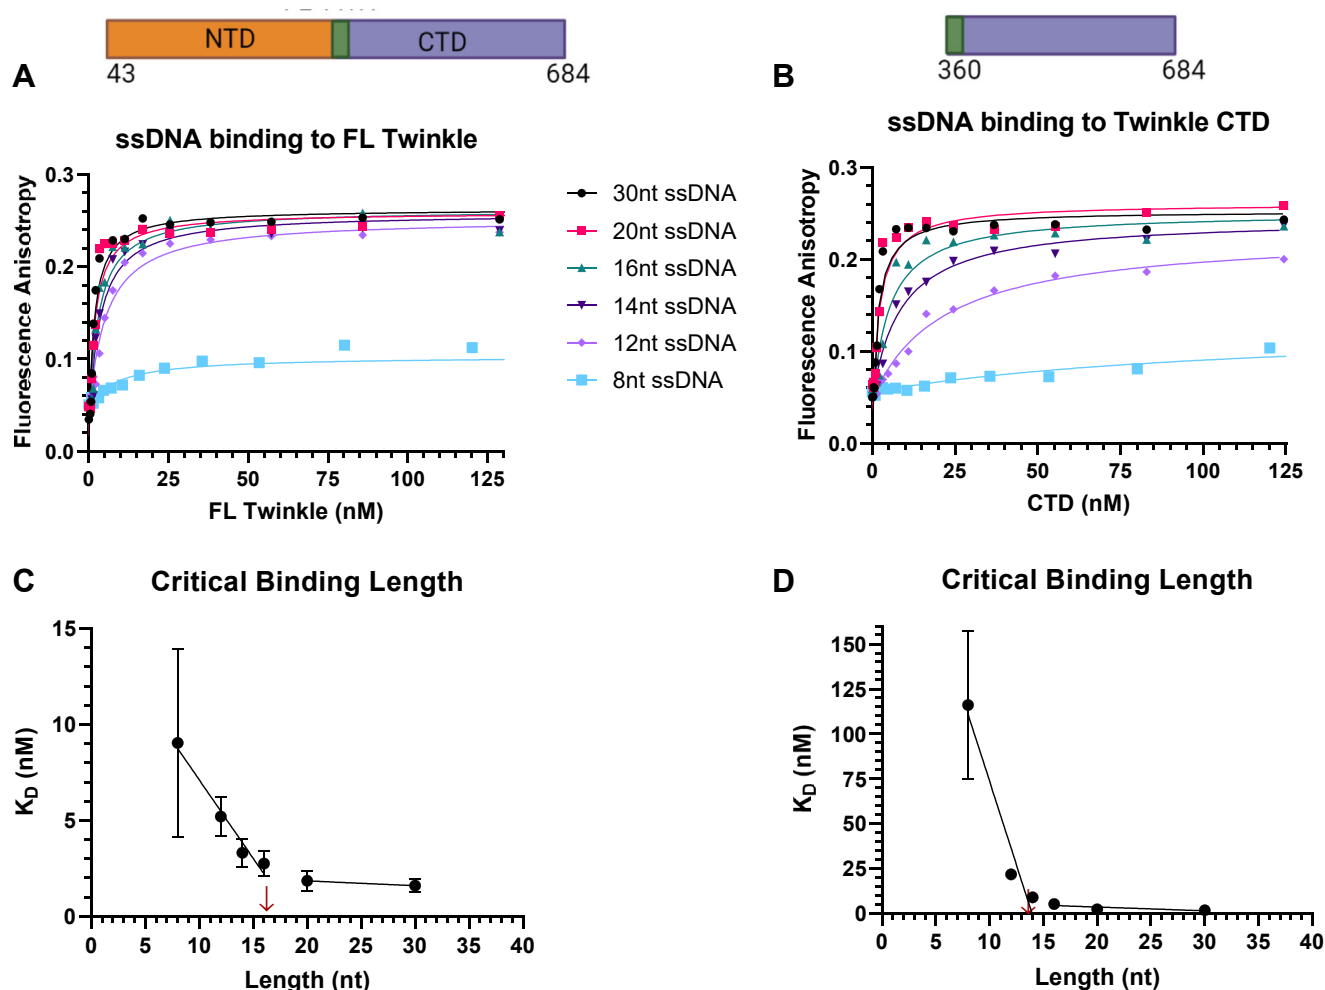 NTD
CTD
43
684
360
684
A
B
ssDNA binding to FL Twinkle
ssDNA binding to Twinkle CTD
Fluorescence Anisotropy
0.3
0.2
0.1
0.0
0
25
50
75
100
125
FL Twinkle (nM)
30nt ssDNA
20nt ssDNA
16nt ssDNA
14nt ssDNA
12nt ssDNA
8nt ssDNA
Fluorescence Anisotropy
0.3
0.2
0.1
0.0
0
25
50
75
100
125
CTD (nM)
C
Critical Binding Length
KD (nM)
15
10
5
0
0
5
10
15
20
25
30
35
40
Length (nt)
D
Critical Binding Length
KD (nM)
150
125
100
75
50
25
0
0
5
10
15
20
25
30
35
40
Length (nt)